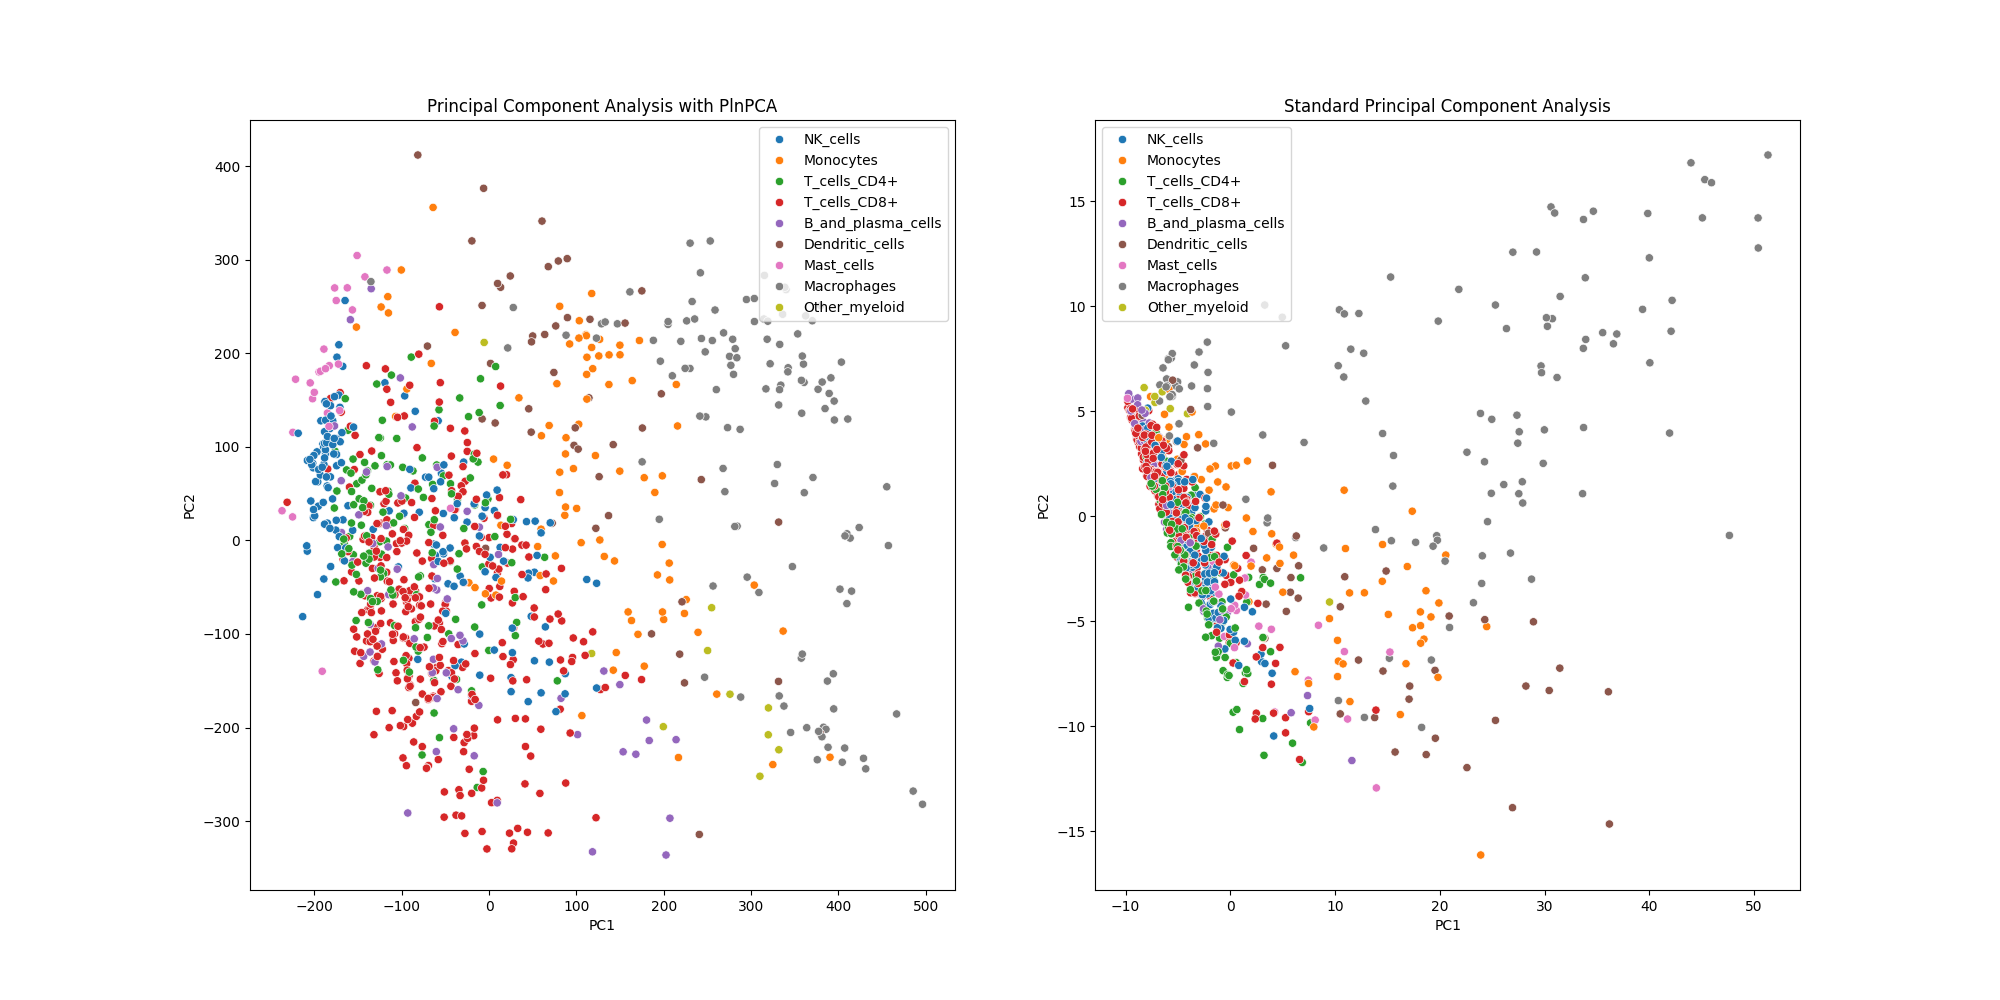 Principal Component Analysis with PlnPCA
NK_cells
Monocytes
T_cells_CD4+
T_cells_CD8+
B_and_plasma_cells
Dendritic_cells
Mast_cells
Macrophages
Other_myeloid
400
300
200
100
0
−100
−200
−300
PC2
−200 −100 0 100 200 300 400 500
PC1
Standard Principal Component Analysis
NK_cells
Monocytes
T_cells_CD4+
T_cells_CD8+
B_and_plasma_cells
Dendritic_cells
Mast_cells
Macrophages
Other_myeloid
15
10
5
0
−5
−10
−15
PC2
−10 0 10 20 30 40 50
PC1